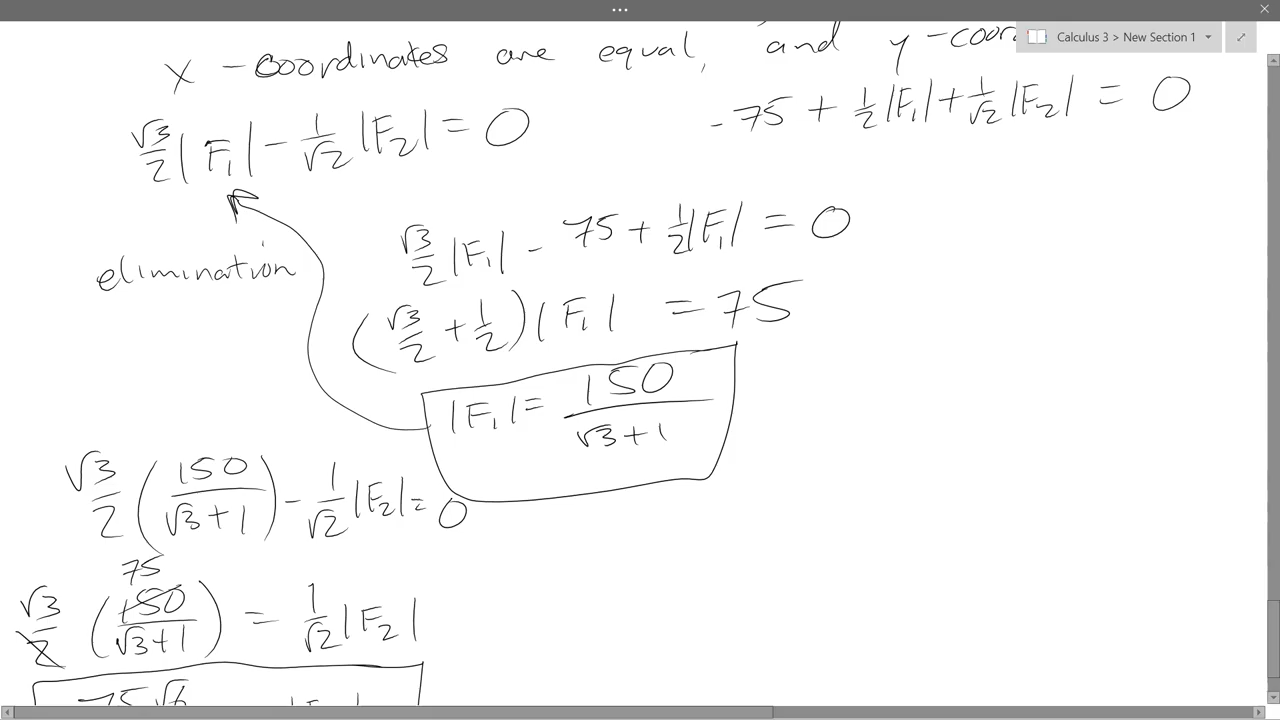 Calculus 3 > New Section 1
x-coordinates are equal, and y-coor
√3/2 |F₁| - 1/√2 |F₂| = 0
-75 + 1/2 |F₁| + 1/√2 |F₂| = 0
elimination
√3/2 |F₁| - 75 + 1/2 |F₁| = 0
(√3/2 + 1/2) |F₁| = 75
|F₁| = 150/(√3+1)
√3/2 (150/(√3+1)) - 1/√2 |F₂| = 0
75
√3/2 (150/(√3+1)) = 1/√2 |F₂|
75√6